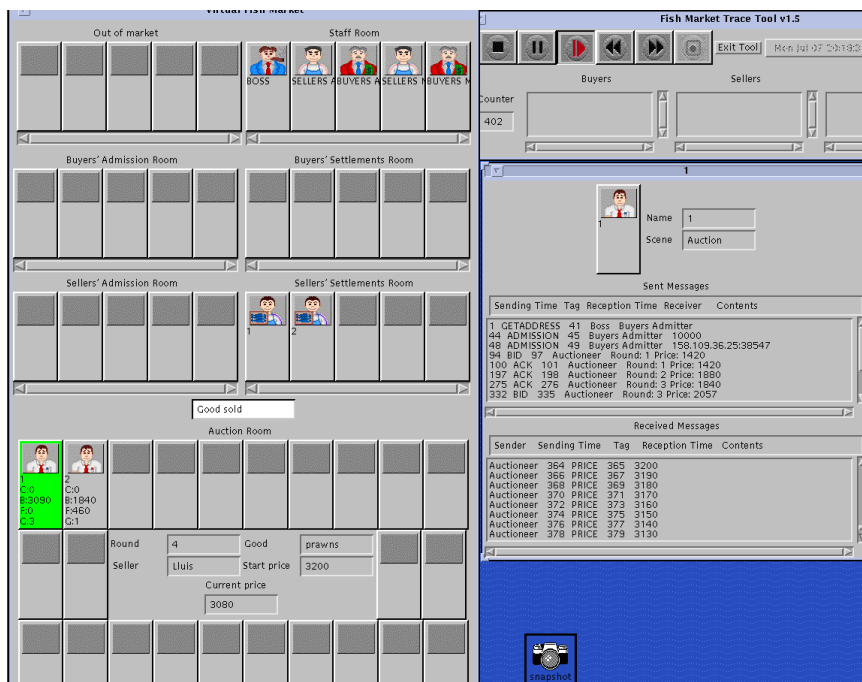 Virtual Fish Market
Out of market
Staff Room
BOSS
SELLERS A
BUYERS A
SELLERS M
BUYERS M
Buyers' Admission Room
Buyers' Settlements Room
Sellers' Admission Room
Sellers' Settlements Room
1
2
Good sold
Auction Room
1
C:0
B:3090
F:0
G:3
2
C:0
B:1840
F:460
G:1
Round
4
Good
prawns
Seller
Lluis
Start price
3200
Current price
3080
Fish Market Trace Tool v1.5
Exit Tool
Mon Jul 07
Buyers
Sellers
Counter
402
1
1
Name
1
Scene
Auction
Sent Messages
Sending Time Tag Reception Time Receiver Contents
1 GETADDRESS 41 Boss Buyers Admitter
44 ADMISSION 45 Buyers Admitter 10000
48 ADMISSION 49 Buyers Admitter 158.109.36.25:38547
94 BID 97 Auctioneer Round: 1 Price: 1420
100 ACK 101 Auctioneer Round: 1 Price: 1420
197 ACK 198 Auctioneer Round: 2 Price: 1880
275 ACK 276 Auctioneer Round: 3 Price: 1840
332 BID 335 Auctioneer Round: 3 Price: 2057
Received Messages
Sender Sending Time Tag Reception Time Contents
Auctioneer 364 PRICE 365 3200
Auctioneer 366 PRICE 367 3190
Auctioneer 368 PRICE 369 3180
Auctioneer 370 PRICE 371 3170
Auctioneer 372 PRICE 373 3160
Auctioneer 374 PRICE 375 3150
Auctioneer 376 PRICE 377 3140
Auctioneer 378 PRICE 379 3130
snapshot